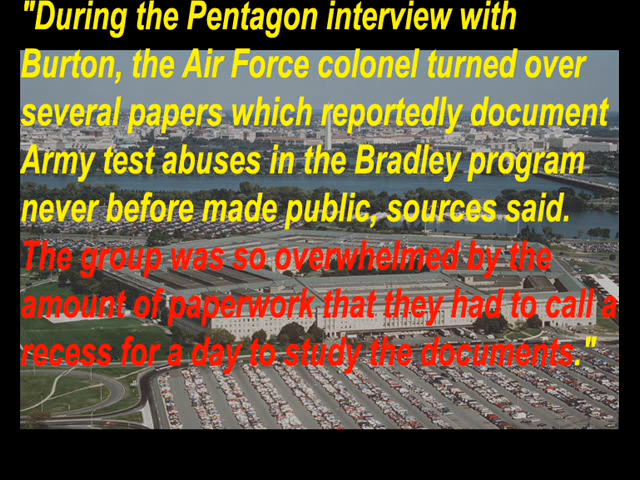 "During the Pentagon interview with
Burton, the Air Force colonel turned over
several papers which reportedly document
Army test abuses in the Bradley program
never before made public, sources said.
The group was so overwhelmed by the
amount of paperwork that they had to call a
recess for a day to study the documents."